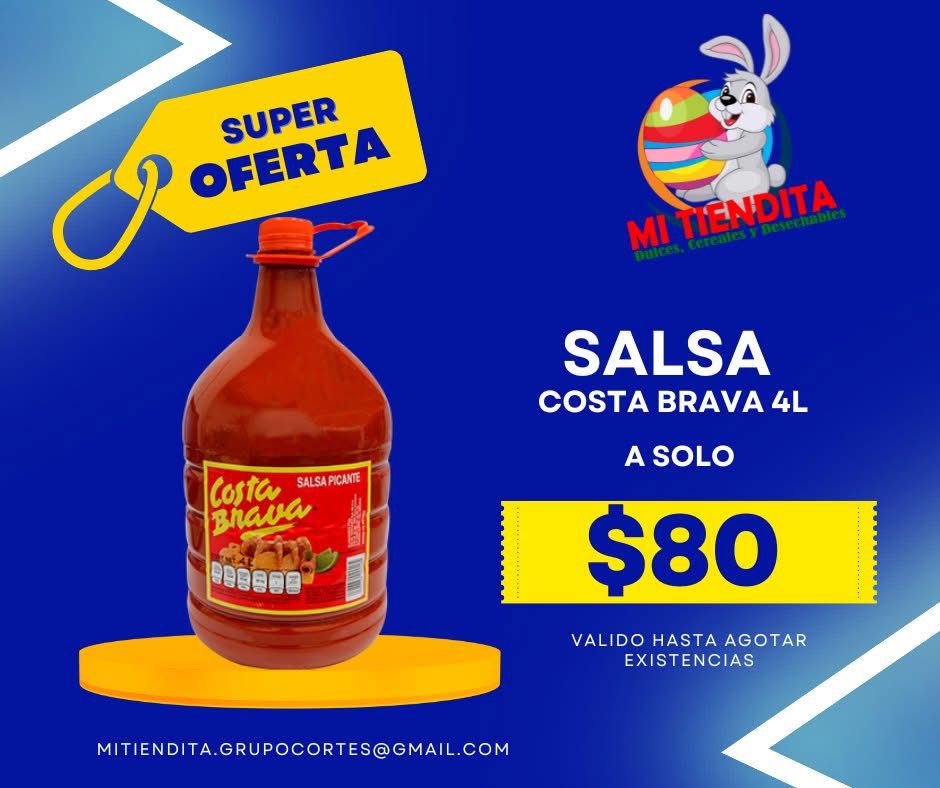 SUPER
OFERTA
MI TIENDITA
Dulces, Cereales y Desechables
SALSA
COSTA BRAVA 4L
A SOLO
$80
VALIDO HASTA AGOTAR
EXISTENCIAS
Costa
Brava
SALSA PICANTE
MITIENDITA.GRUPOCORTES@GMAIL.COM